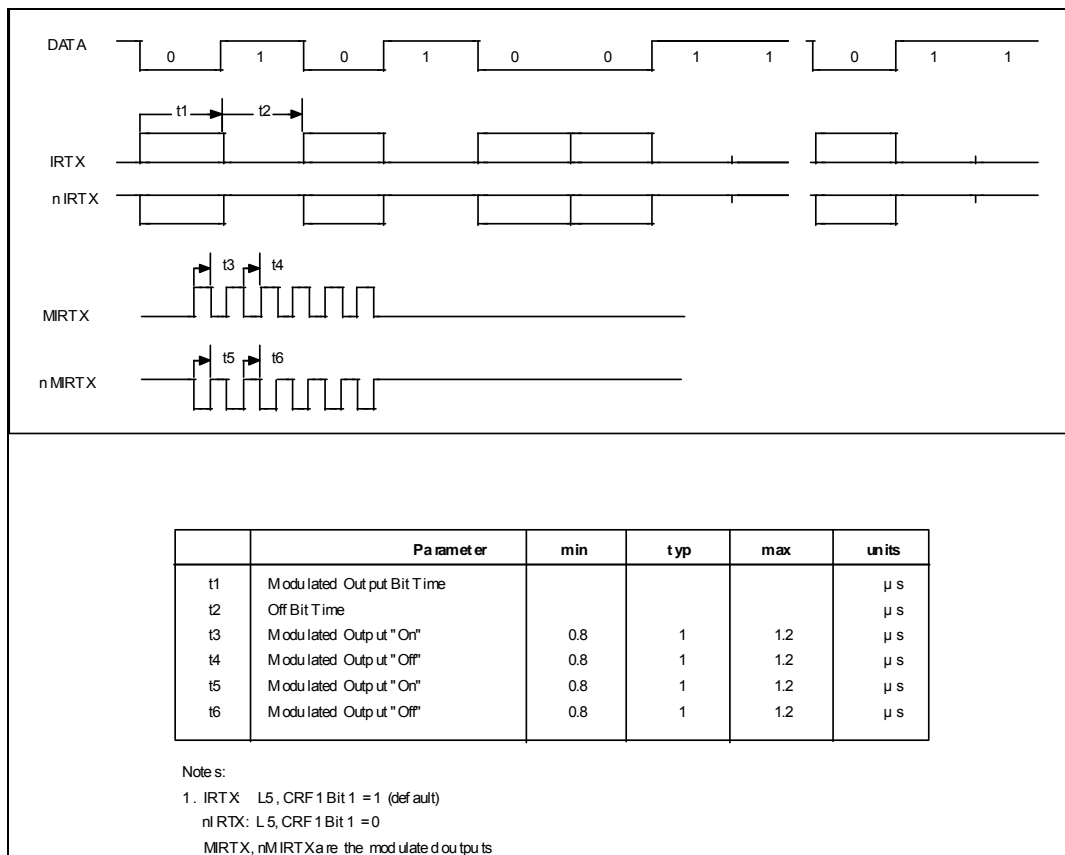 DATA
0 1 0 1 0 0 1 1 0 1 1
t1 t2
IRTX
nIRTX
t3 t4
MIRTX
t5 t6
nMIRTX
Parameter min typ max units
t1 Modulated Output Bit Time µs
t2 Off Bit Time µs
t3 Modulated Output "On" 0.8 1 1.2 µs
t4 Modulated Output "Off" 0.8 1 1.2 µs
t5 Modulated Output "On" 0.8 1 1.2 µs
t6 Modulated Output "Off" 0.8 1 1.2 µs
Notes:
1. IRTX: L5, CRF1 Bit 1 = 1 (default)
nIRTX: L5, CRF1 Bit 1 = 0
MIRTX, nMIRTX are the modulated outputs